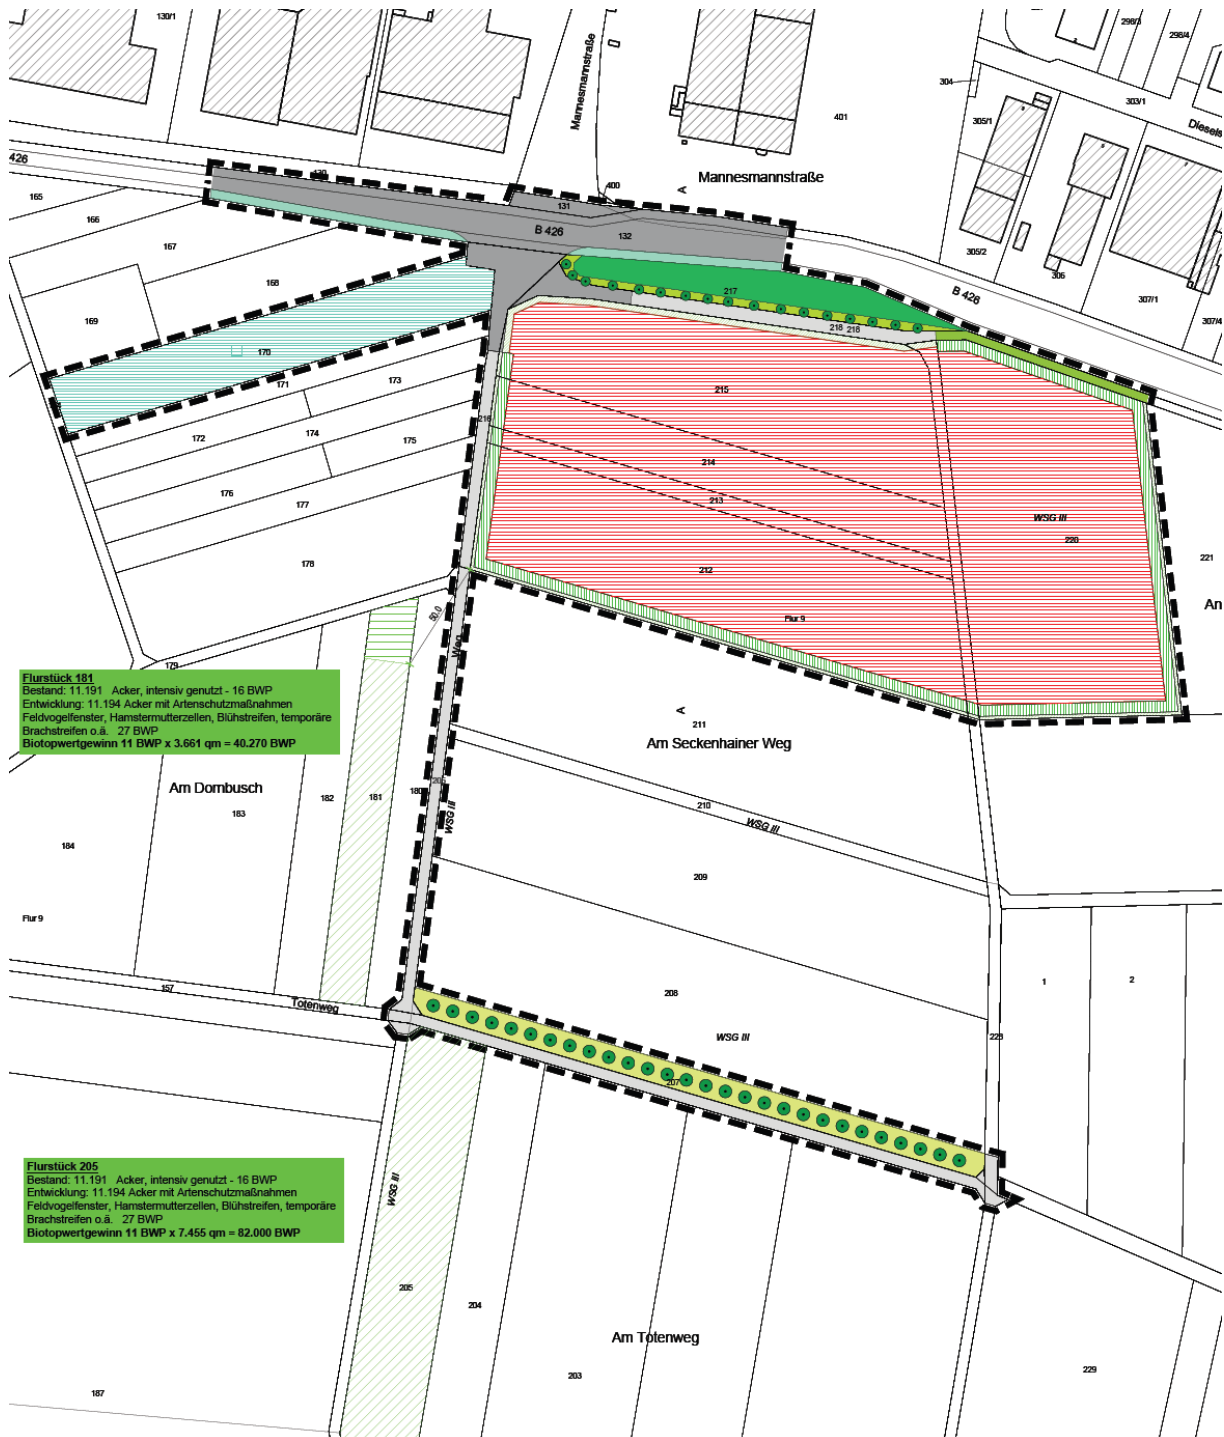 130/1
298/3
298/4
304
303/1
Mannesmannstraße
401
305/1
Diesels
426
Mannesmannstraße
A
400
165
130
131
166
B 426
132
167
305/2
306
168
307/1
B 426
217
169
307/4
218
218
170
171
173
215
216
172
174
175
214
176
213
177
WSG III
220
178
212
221
50.0
Flur 9
An
Weg
179
Flurstück 181
Bestand: 11.191 Acker, intensiv genutzt - 16 BWP
Entwicklung: 11.194 Acker mit Artenschutzmaßnahmen
Feldvogelfenster, Hamstermutterzellen, Blühstreifen, temporäre
Brachstreifen o.ä. 27 BWP
Biotopwertgewinn 11 BWP x 3.661 qm = 40.270 BWP
A
211
Am Seckenhainer Weg
Am Dornbusch
182
181
180
183
210
WSG III
WSG III
184
209
Flur 9
157
208
1
2
Totenweg
WSG III
223
207
Flurstück 205
Bestand: 11.191 Acker, intensiv genutzt - 16 BWP
Entwicklung: 11.194 Acker mit Artenschutzmaßnahmen
Feldvogelfenster, Hamstermutterzellen, Blühstreifen, temporäre
Brachstreifen o.ä. 27 BWP
Biotopwertgewinn 11 BWP x 7.455 qm = 82.000 BWP
WSG III
205
204
Am Totenweg
203
229
187